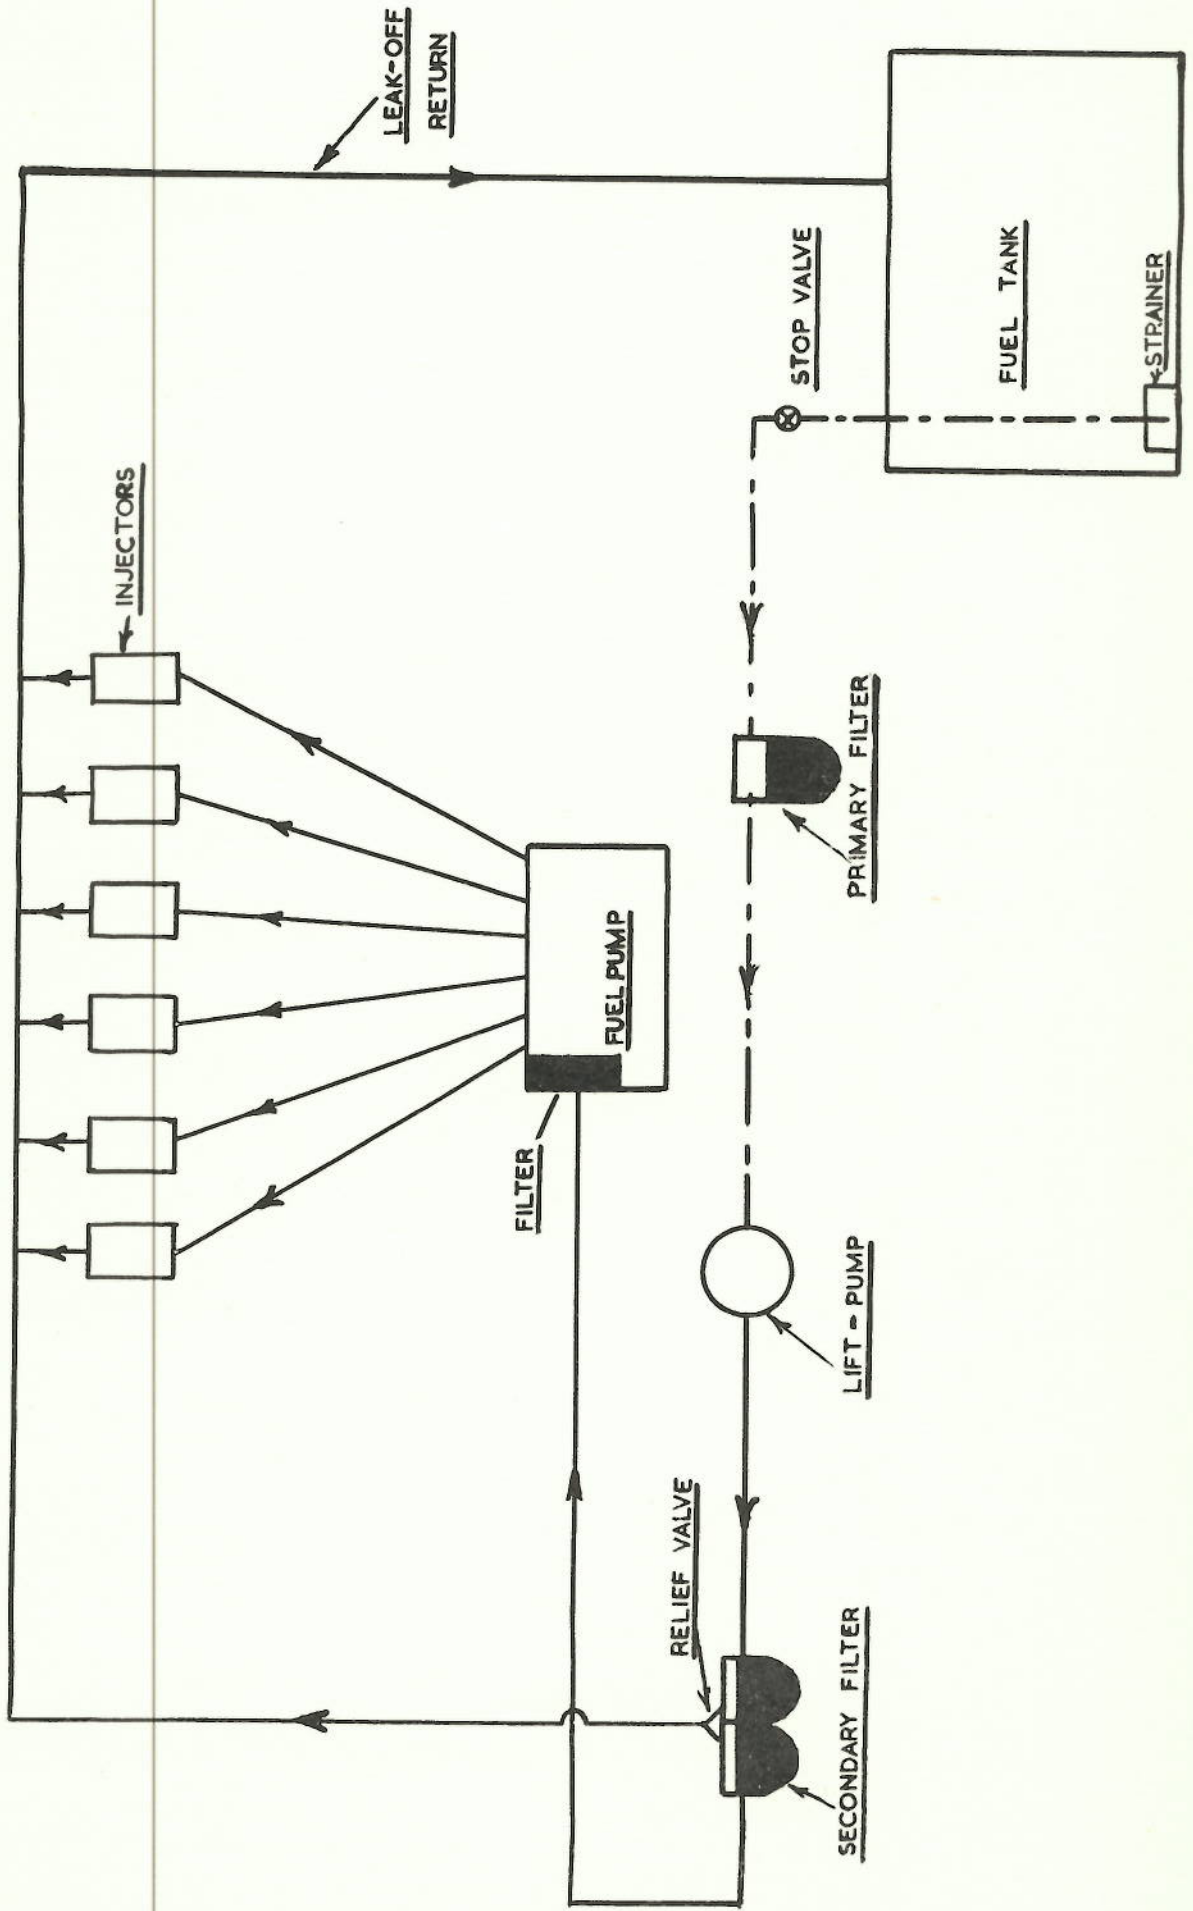 LEAK-OFF
RETURN
INJECTORS
STOP VALVE
FUEL TANK
STRAINER
FUEL PUMP
FILTER
PRIMARY FILTER
LIFT-PUMP
RELIEF VALVE
SECONDARY FILTER